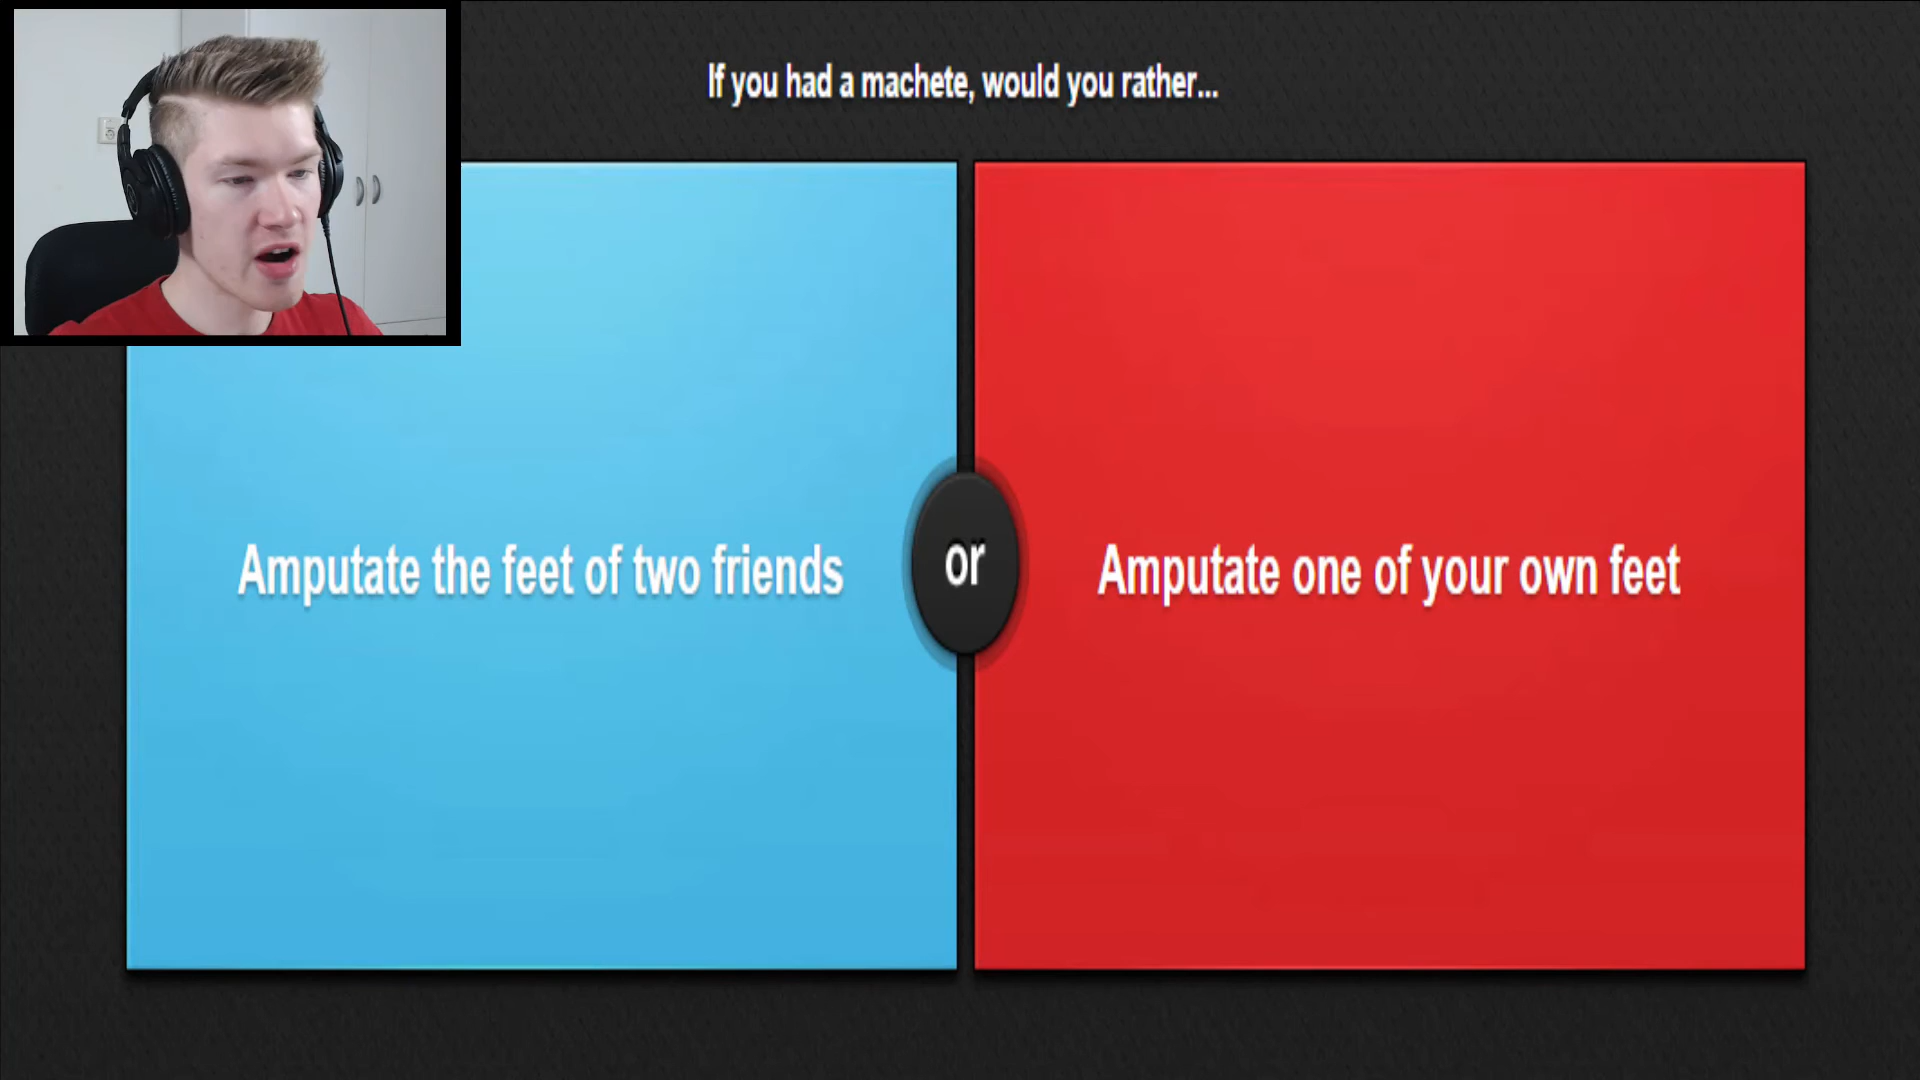 If you had a machete, would you rather...
Amputate the feet of two friends
or
Amputate one of your own feet